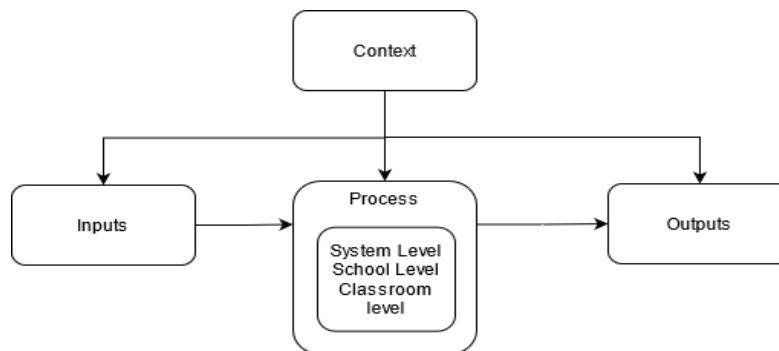 Context
Inputs
Process
System Level
School Level
Classroom
level
Outputs